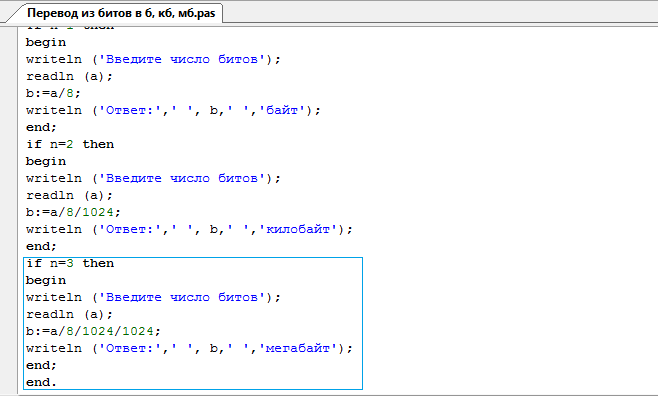 Перевод из битов в б, кб, мб.pas
begin
writeln ('Введите число битов');
readln (a);
b:=a/8;
writeln ('Ответ:',' ', b,' ','байт');
end;
if n=2 then
begin
writeln ('Введите число битов');
readln (a);
b:=a/8/1024;
writeln ('Ответ:',' ', b,' ','килобайт');
end;
if n=3 then
begin
writeln ('Введите число битов');
readln (a);
b:=a/8/1024/1024;
writeln ('Ответ:',' ', b,' ','мегабайт');
end;
end.